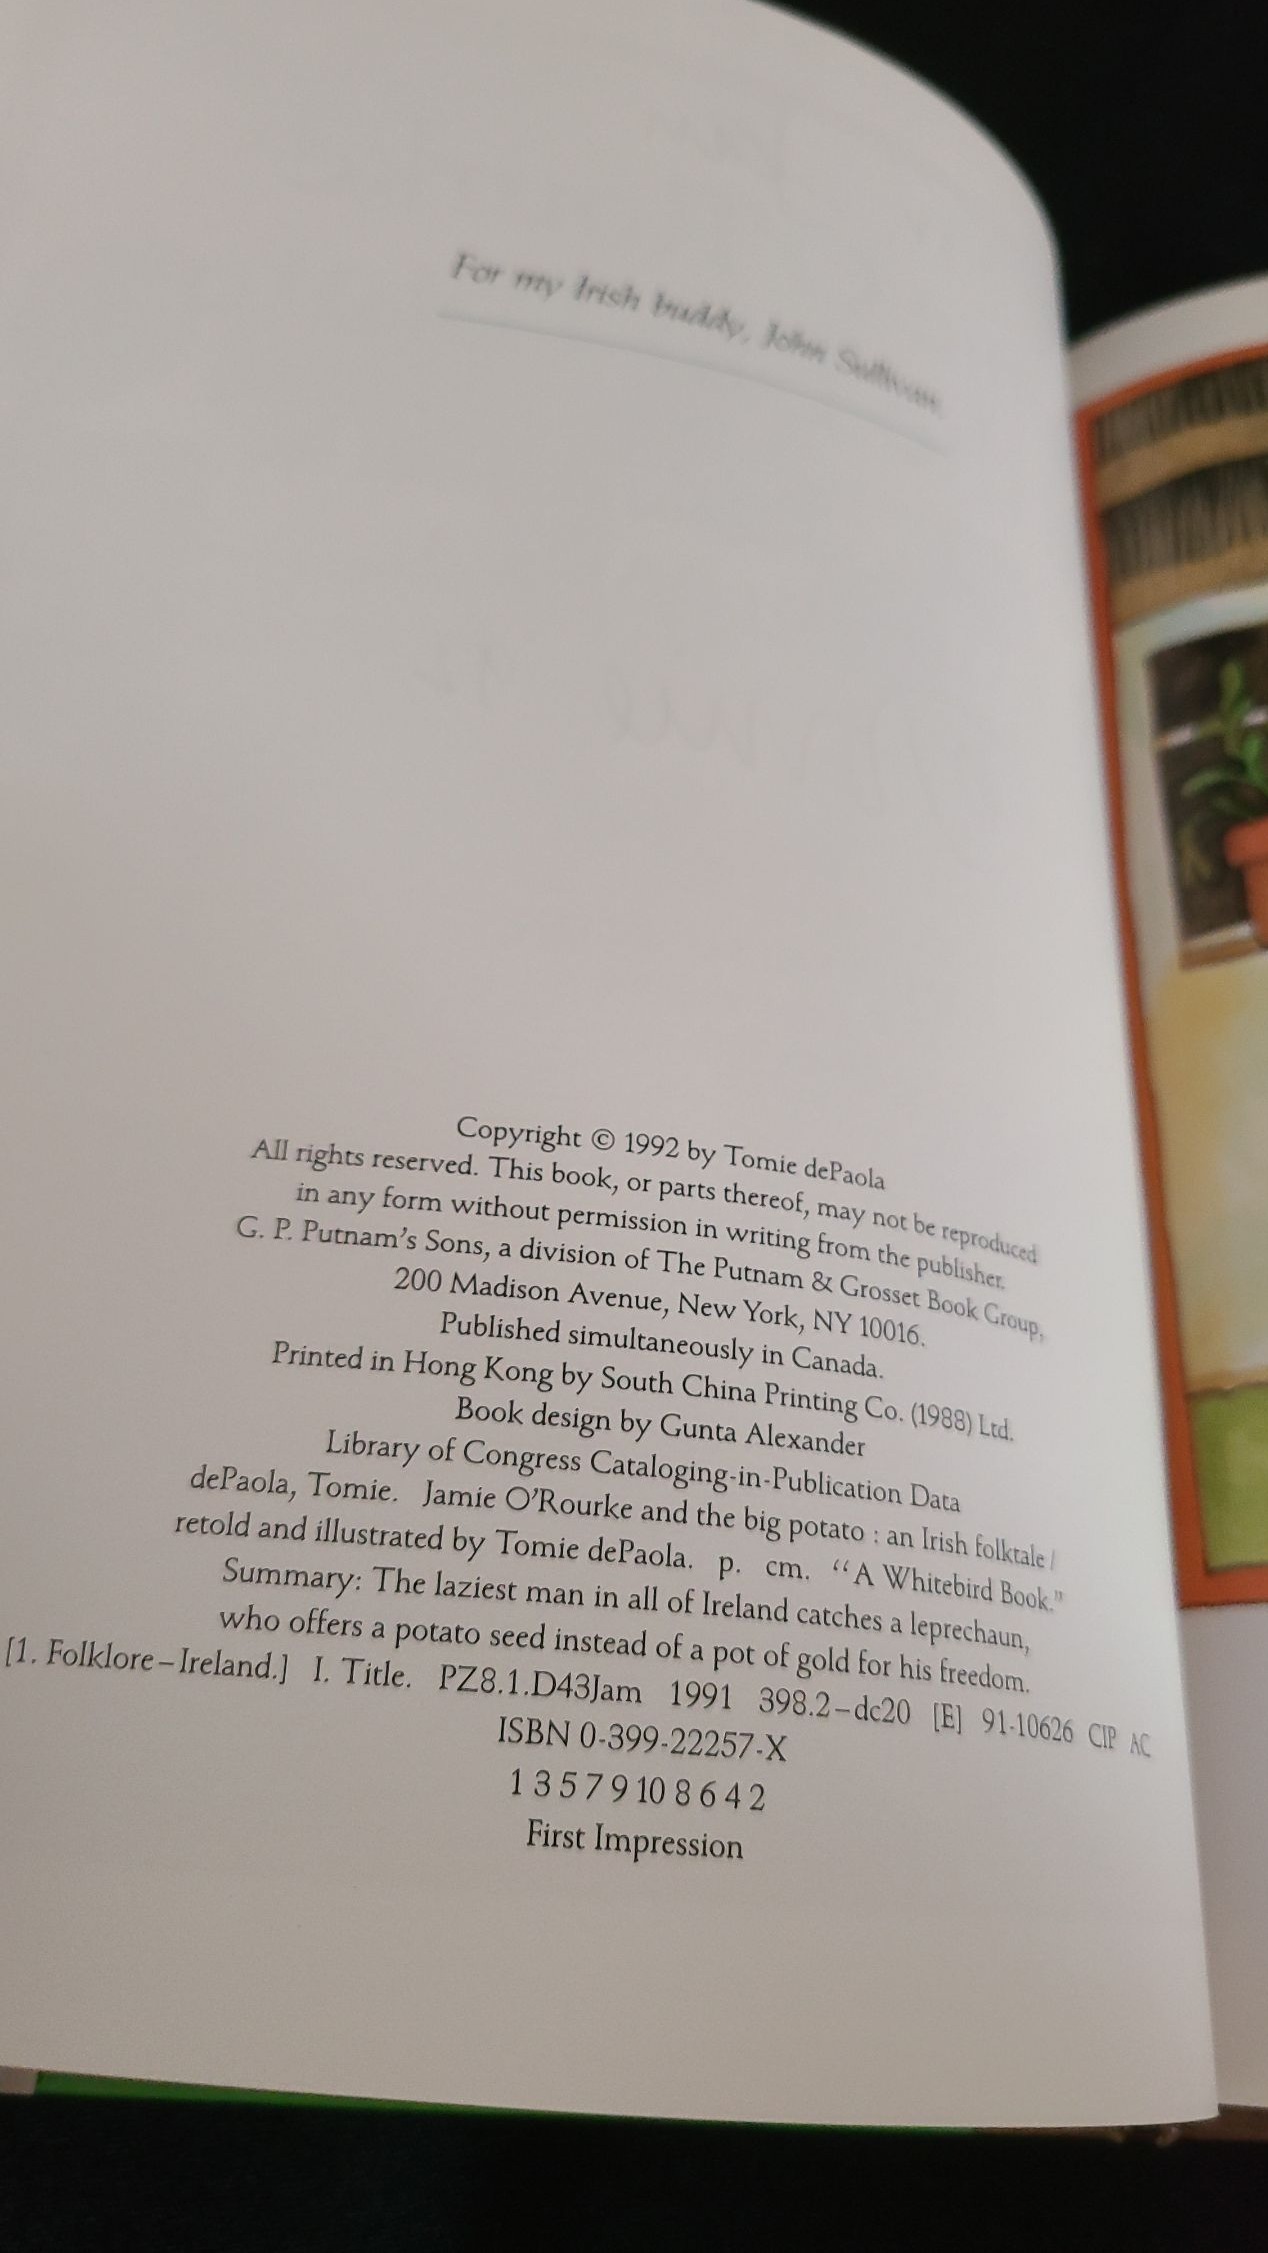 For my Irish buddy, John Sullivan
Copyright © 1992 by Tomie dePaola
All rights reserved. This book, or parts thereof, may not be reproduced
in any form without permission in writing from the publisher.
G. P. Putnam's Sons, a division of The Putnam & Grosset Book Group,
200 Madison Avenue, New York, NY 10016.
Published simultaneously in Canada.
Printed in Hong Kong by South China Printing Co. (1988) Ltd.
Book design by Gunta Alexander
Library of Congress Cataloging-in-Publication Data
dePaola, Tomie. Jamie O'Rourke and the big potato : an Irish folktale /
retold and illustrated by Tomie dePaola. p. cm. “A Whitebird Book.”
Summary: The laziest man in all of Ireland catches a leprechaun,
who offers a potato seed instead of a pot of gold for his freedom.
[1. Folklore–Ireland.] I. Title. PZ8.1.D43Jam 1991 398.2–dc20 [E] 91-10626 CIP AC
ISBN 0-399-22257-X
1 3 5 7 9 10 8 6 4 2
First Impression